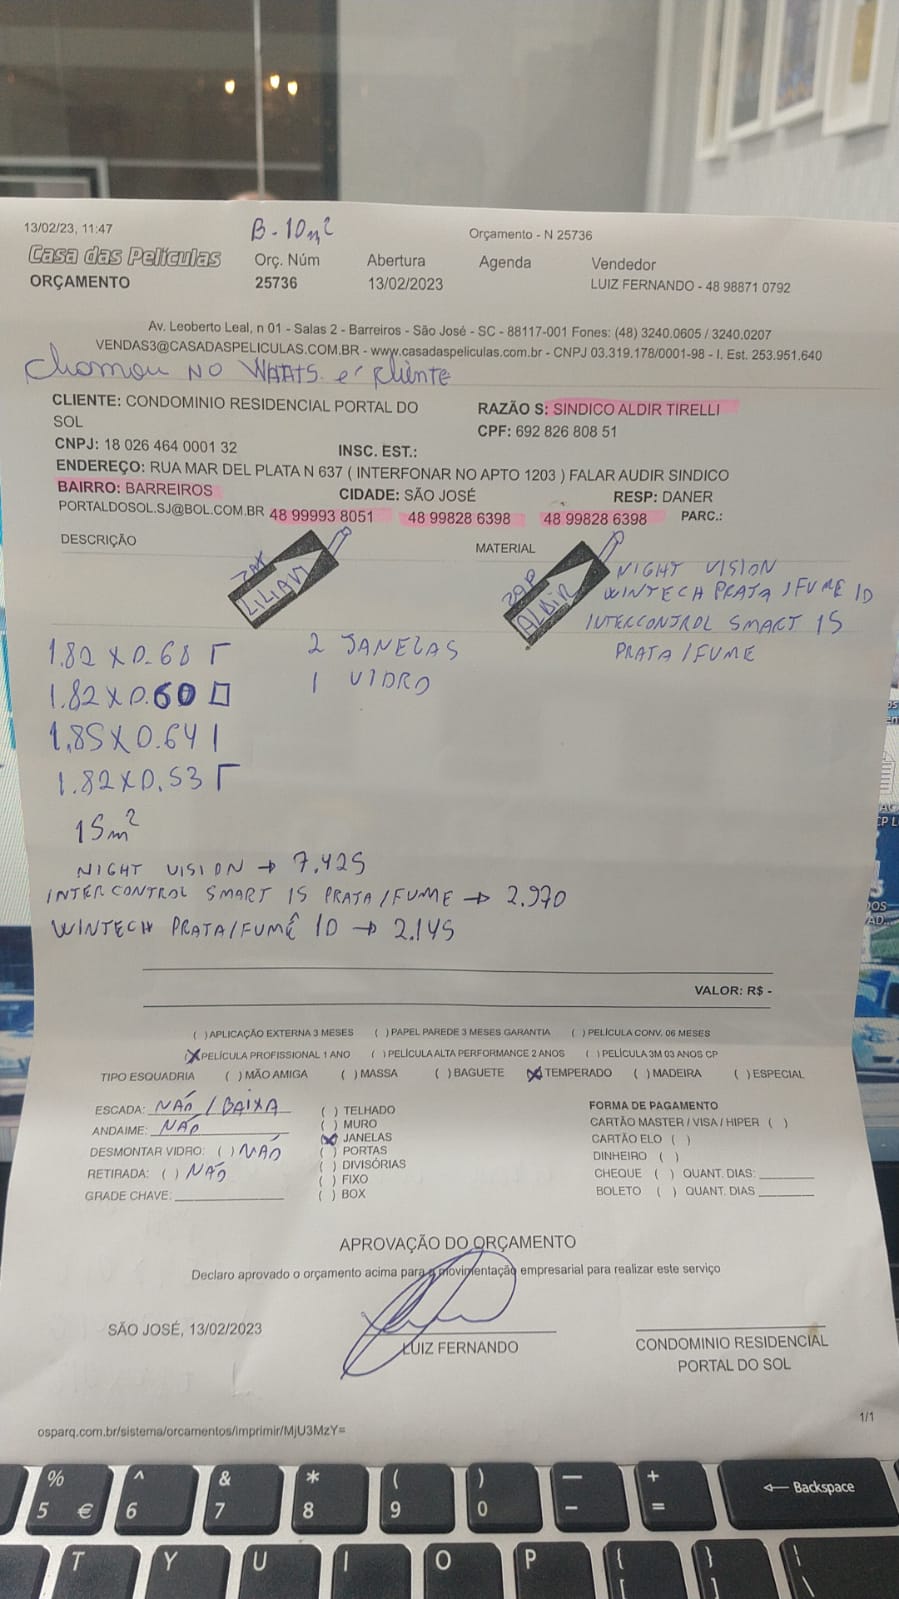 13/02/23, 11:47
B-10m²
Orçamento - N 25736
Casa das Películas
Orç. Núm Abertura Agenda Vendedor
ORÇAMENTO 25736 13/02/2023 LUIZ FERNANDO - 48 98871 0792
Av. Leoberto Leal, n 01 - Salas 2 - Barreiros - São José - SC - 88117-001 Fones: (48) 3240.0605 / 3240.0207
VENDAS3@CASADASPELICULAS.COM.BR - www.casadaspeliculas.com.br - CNPJ 03.319.178/0001-98 - I. Est. 253.951.640
Chamou NO WHATS e' cliente
CLIENTE: CONDOMINIO RESIDENCIAL PORTAL DO SOL
RAZÃO S: SINDICO ALDIR TIRELLI
CPF: 692 826 808 51
CNPJ: 18 026 464 0001 32 INSC. EST.:
ENDEREÇO: RUA MAR DEL PLATA N 637 ( INTERFONAR NO APTO 1203 ) FALAR AUDIR SINDICO
BAIRRO: BARREIROS CIDADE: SÃO JOSÉ RESP: DANER
PORTALDOSOL.SJ@BOL.COM.BR 48 99993 8051 48 99828 6398 48 99828 6398 PARC.:
DESCRIÇÃO MATERIAL
ZAP LILIAN
ZAP ALDIR
NIGHT VISION
WINTECH PRATA/FUME 10
INTERCONTROL SMART 15
PRATA/FUME
1.82 X 0.68 Γ 2 JANELAS
1.82 X 0.60 □ 1 VIDRO
1.85 X 0.64 |
1.82 X 0.53 Γ
15m²
NIGHT VISION → 7.425
INTERCONTROL SMART 15 PRATA/FUME → 2.970
WINTECH PRATA/FUMÊ 10 → 2.145
VALOR: R$ -
( ) APLICAÇÃO EXTERNA 3 MESES ( ) PAPEL PAREDE 3 MESES GARANTIA ( ) PELÍCULA CONV. 06 MESES
(X) PELÍCULA PROFISSIONAL 1 ANO ( ) PELÍCULA ALTA PERFORMANCE 2 ANOS ( ) PELÍCULA 3M 03 ANOS CP
TIPO ESQUADRIA ( ) MÃO AMIGA ( ) MASSA ( ) BAGUETE (X) TEMPERADO ( ) MADEIRA ( ) ESPECIAL
ESCADA: NÃO / BAIXA
ANDAIME: NÃO
DESMONTAR VIDRO: ( ) NÃO
RETIRADA: ( ) NÃO
GRADE CHAVE:
( ) TELHADO
( ) MURO
(X) JANELAS
( ) PORTAS
( ) DIVISÓRIAS
( ) FIXO
( ) BOX
FORMA DE PAGAMENTO
CARTÃO MASTER / VISA / HIPER ( )
CARTÃO ELO ( )
DINHEIRO ( )
CHEQUE ( ) QUANT. DIAS:
BOLETO ( ) QUANT. DIAS
APROVAÇÃO DO ORÇAMENTO
Declaro aprovado o orçamento acima para a movimentação empresarial para realizar este serviço
SÃO JOSÉ, 13/02/2023
LUIZ FERNANDO
CONDOMINIO RESIDENCIAL
PORTAL DO SOL
1/1
osparq.com.br/sistema/orcamentos/imprimir/MjU3MzY=
% ^ & * ( ) — +
5 € 6 7 8 9 0 - = ← Backspace
T Y U I O P { [ } ] | \